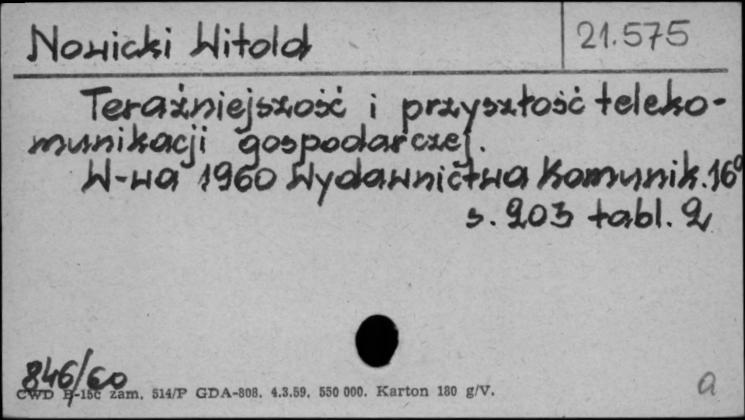 Nowicki Witold
21.575
Teraźniejszość i przyszłość teleko-
munikacji gospodarczej.
W-wa 1960 Wydawnictwa Komunik. 16°
s. 203 tabl. 2
846/60
CWD P-15c zam. 514/P GDA-808. 4.3.59. 550 000. Karton 180 g/V.
a